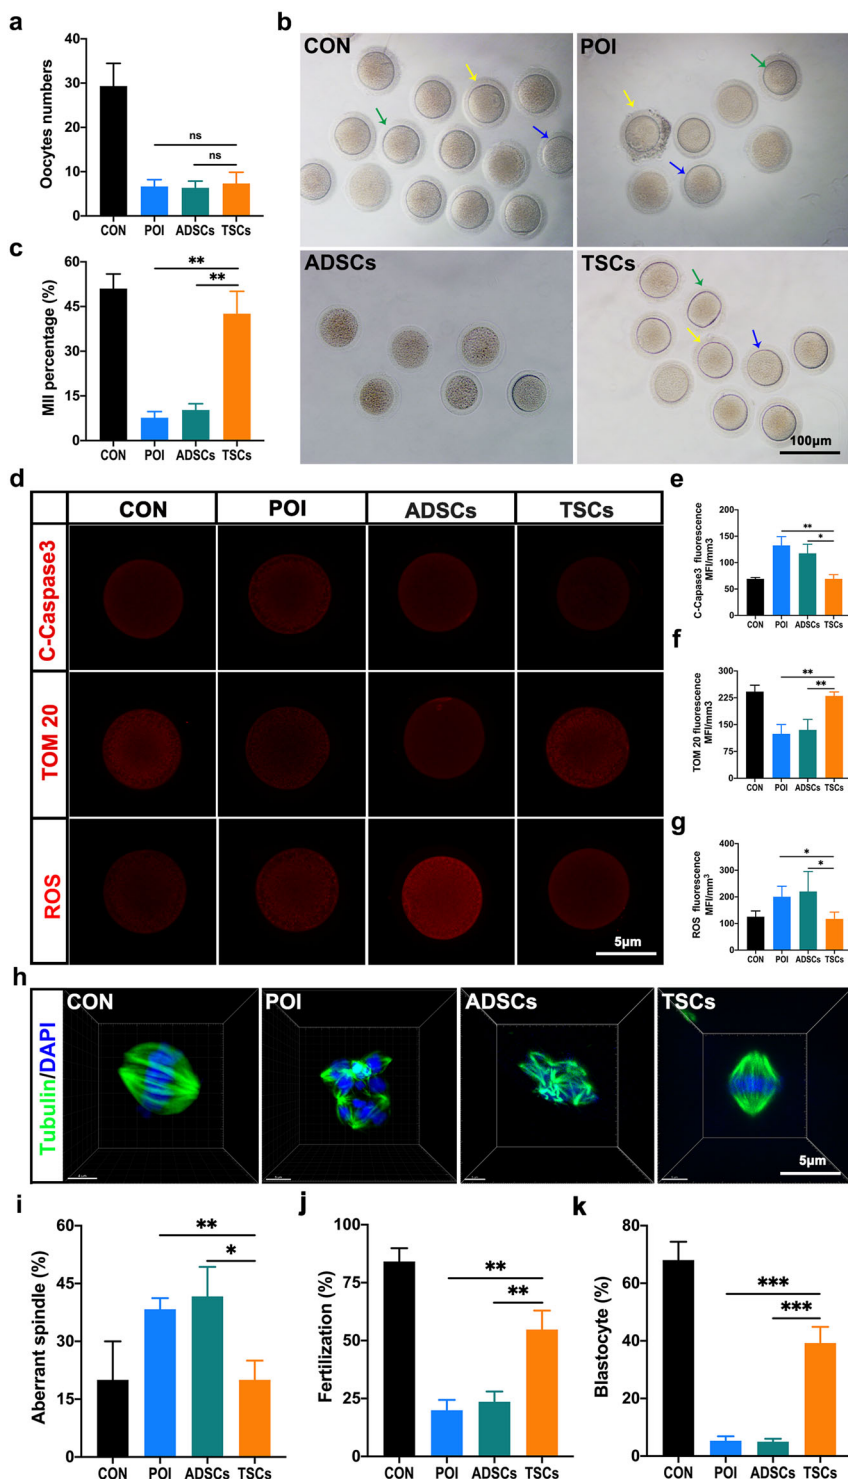 a
Oocytes numbers
40
30
20
10
0
ns
ns
CON POI ADSCs TSCs
b
CON
POI
ADSCs
TSCs
100μm
c
MII percentage (%)
60
45
30
15
0
**
**
CON POI ADSCs TSCs
d
CON POI ADSCs TSCs
C-Caspase3
TOM 20
ROS
5μm
e
C-Capase3 fluorescence
MFI/mm3
200
150
100
50
0
**
*
CON POI ADSCs TSCs
f
TOM 20 fluorescence
MFI/mm3
300
225
150
75
0
**
**
CON POI ADSCs TSCs
g
ROS fluorescence
MFI/mm3
400
300
200
100
0
*
*
CON POI ADSCs TSCs
h
Tubulin/DAPI
CON
POI
ADSCs
TSCs
5μm
i
Aberrant spindle (%)
60
45
30
15
0
**
*
CON POI ADSCs TSCs
j
Fertilization (%)
100
75
50
25
0
**
**
CON POI ADSCs TSCs
k
Blastocyte (%)
80
60
40
20
0
***
***
CON POI ADSCs TSCs